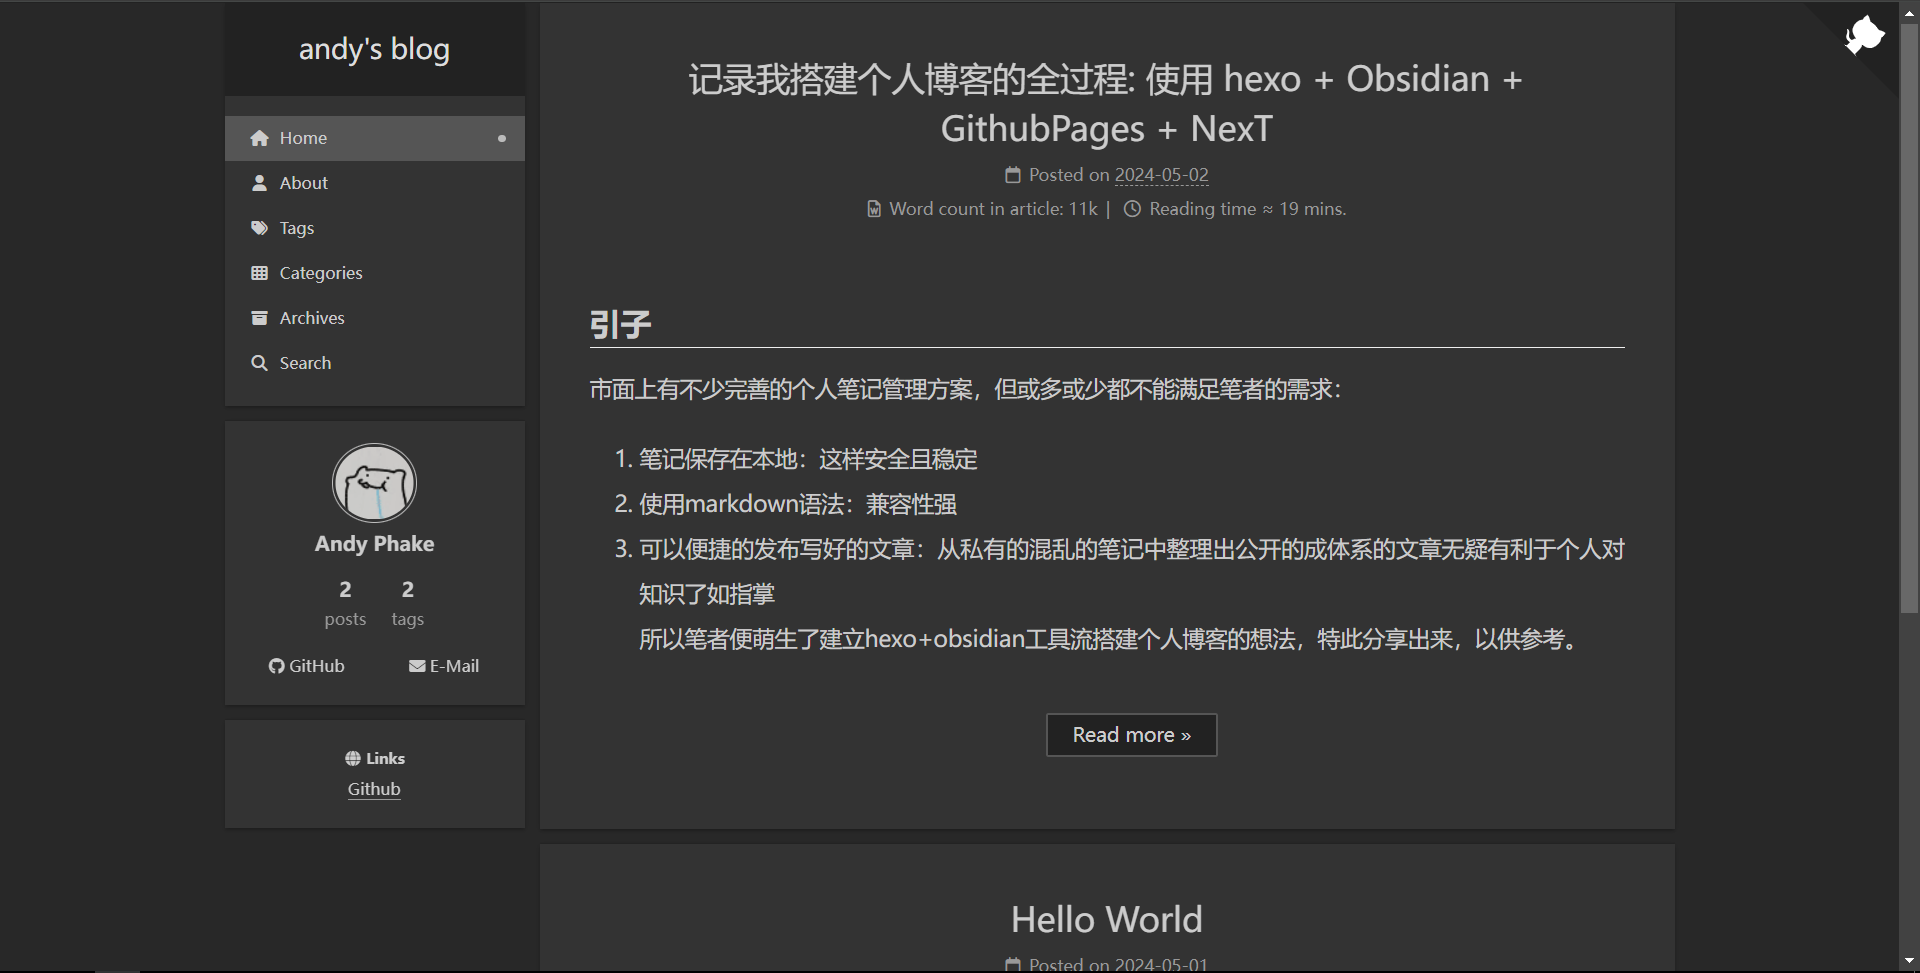 andy's blog
Home
About
Tags
Categories
Archives
Search
Andy Phake
2 2
posts tags
GitHub E-Mail
Links
Github
记录我搭建个人博客的全过程: 使用 hexo + Obsidian +
GithubPages + NexT
Posted on 2024-05-02
Word count in article: 11k | Reading time ≈ 19 mins.
引子
市面上有不少完善的个人笔记管理方案，但或多或少都不能满足笔者的需求：
1. 笔记保存在本地：这样安全且稳定
2. 使用markdown语法：兼容性强
3. 可以便捷的发布写好的文章：从私有的混乱的笔记中整理出公开的成体系的文章无疑有利于个人对
知识了如指掌
所以笔者便萌生了建立hexo+obsidian工具流搭建个人博客的想法，特此分享出来，以供参考。
Read more »
Hello World
Posted on 2024-05-01